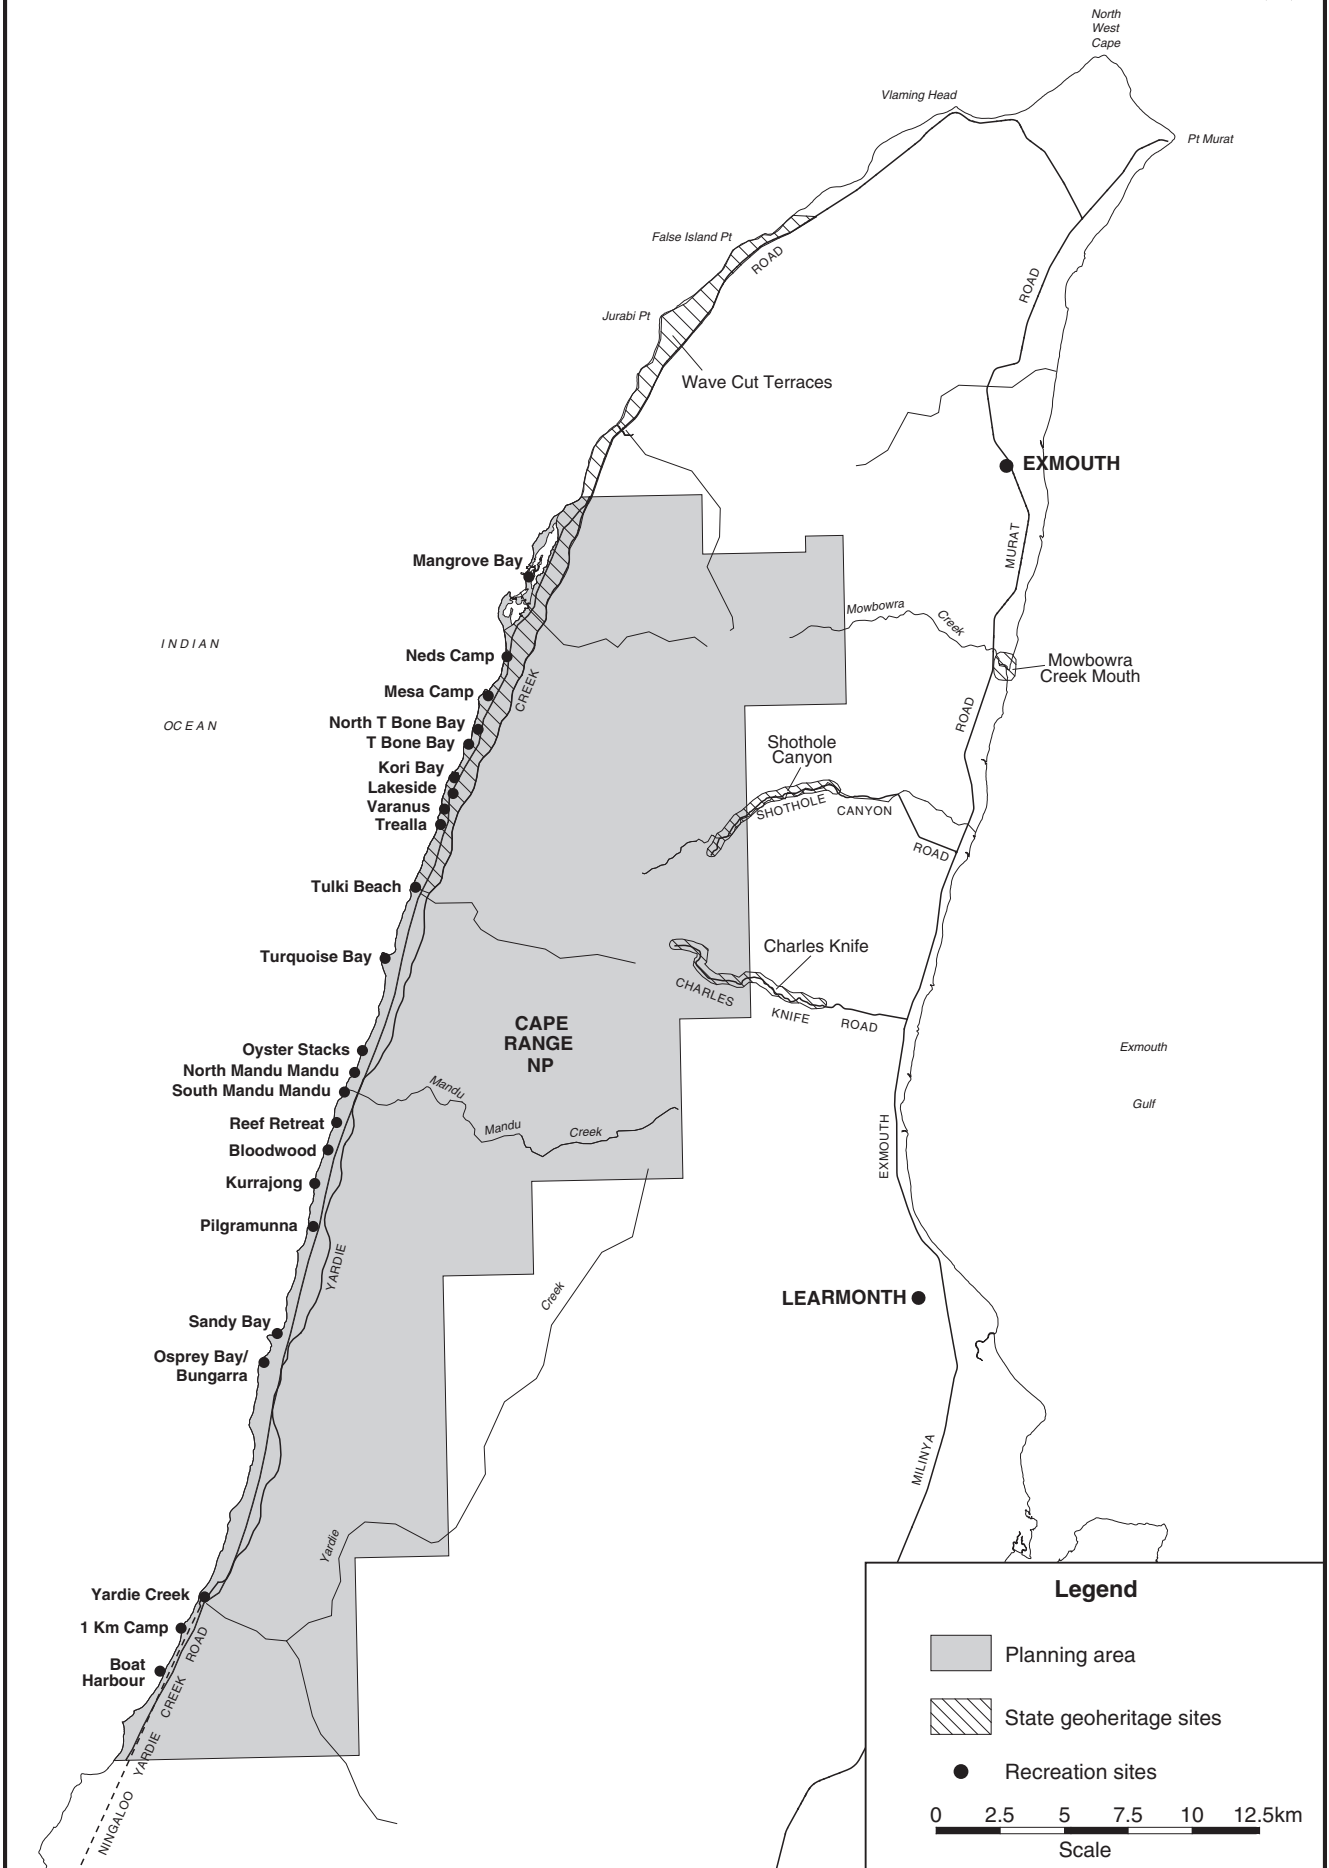 North
West
Cape
Vlaming Head
Pt Murat
False Island Pt
ROAD
ROAD
Jurabi Pt
Wave Cut Terraces
EXMOUTH
MURAT
Mangrove Bay
Mowbowra
Creek
INDIAN
Neds Camp
Mowbowra
Creek Mouth
CREEK
Mesa Camp
ROAD
OCEAN
North T Bone Bay
T Bone Bay
Shothole
Canyon
Kori Bay
Lakeside
Varanus
SHOTHOLE
CANYON
Trealla
ROAD
Tulki Beach
Turquoise Bay
Charles Knife
CHARLES
KNIFE
ROAD
CAPE
RANGE
NP
Oyster Stacks
Exmouth
North Mandu Mandu
South Mandu Mandu
Mandu
Gulf
Reef Retreat
Mandu
Creek
Bloodwood
EXMOUTH
Kurrajong
Pilgramunna
YARDIE
Creek
LEARMONTH
Sandy Bay
Osprey Bay/
Bungarra
MILINYA
Yardie
Yardie Creek
1 Km Camp
Boat
Harbour
NINGALOO YARDIE CREEK ROAD
Legend
Planning area
State geoheritage sites
Recreation sites
0 2.5 5 7.5 10 12.5km
Scale